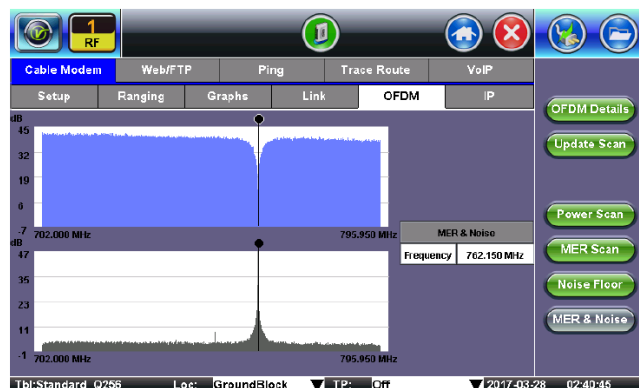 1
RF
Cable Modem Web/FTP Ping Trace Route VoIP
Setup Ranging Graphs Link OFDM IP
OFDM Details
Update Scan
Power Scan
MER Scan
Noise Floor
MER & Noise
dB
45
32
19
6
-7
702.000 MHz 795.950 MHz
MER & Noise
Frequency 762.150 MHz
dB
47
35
23
11
-1
702.000 MHz 795.950 MHz
Tbl:Standard_Q256 Loc: GroundBlock TP: Off 2017-03-28 02:40:45